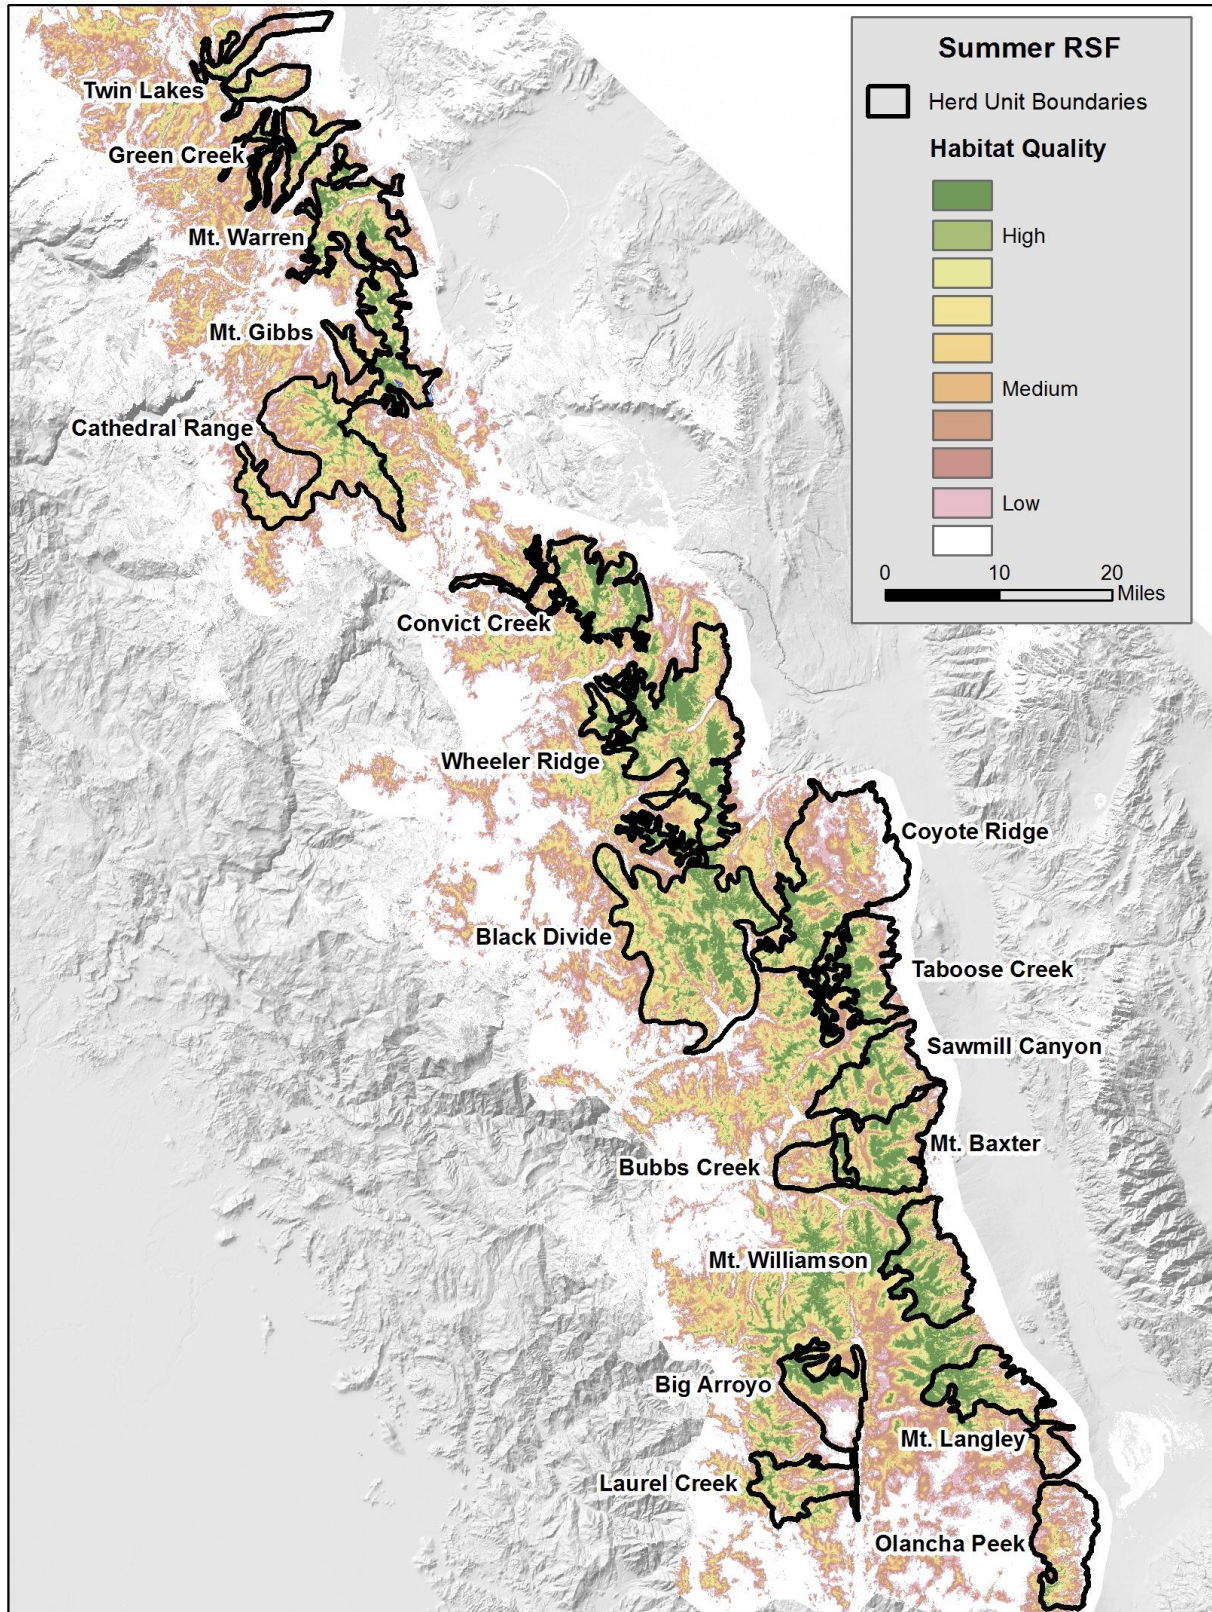 Summer RSF
Herd Unit Boundaries
Habitat Quality
High
Medium
Low
0 10 20
Miles
Twin Lakes
Green Creek
Mt. Warren
Mt. Gibbs
Cathedral Range
Convict Creek
Wheeler Ridge
Coyote Ridge
Black Divide
Taboose Creek
Sawmill Canyon
Mt. Baxter
Bubbs Creek
Mt. Williamson
Big Arroyo
Mt. Langley
Laurel Creek
Olancha Peek